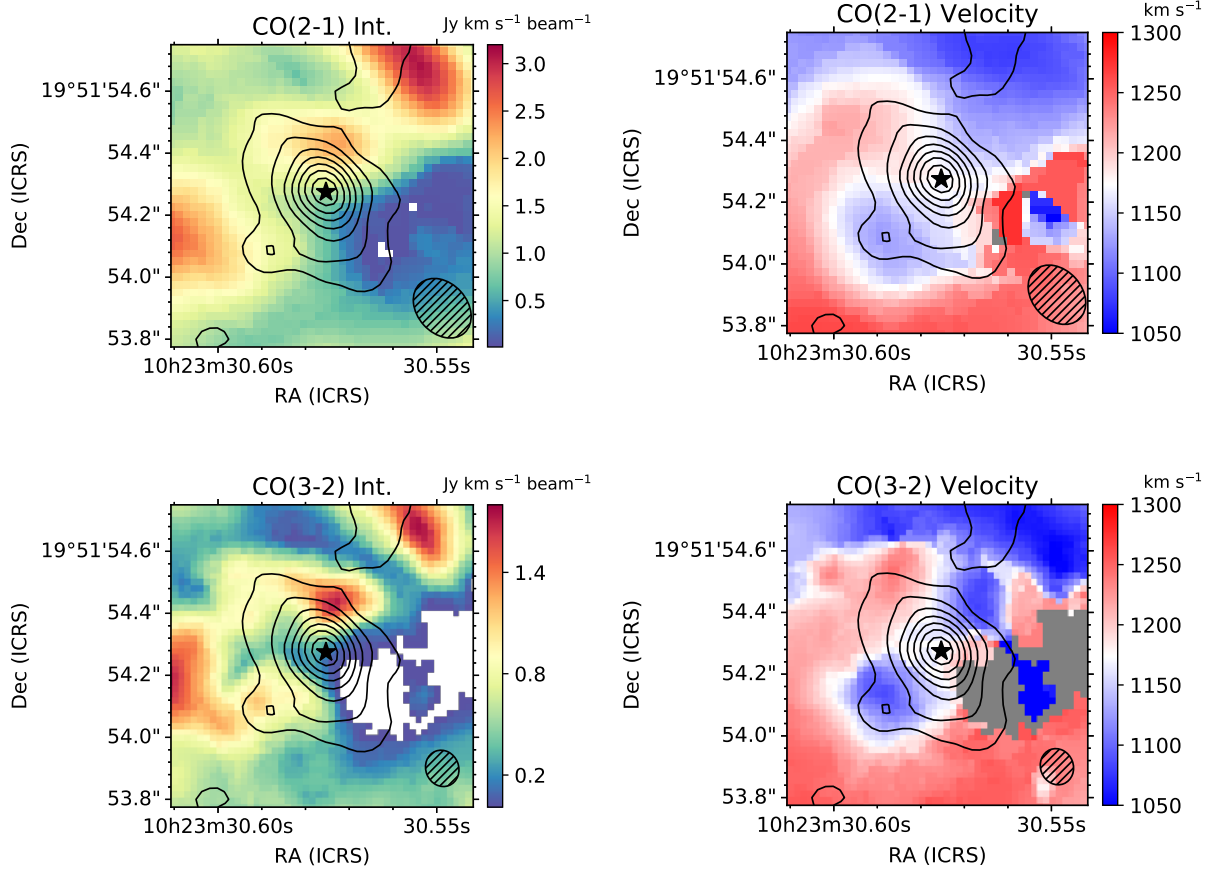 CO(2-1) Int.
Jy km s⁻¹ beam⁻¹
19°51'54.6"
54.4"
54.2"
54.0"
53.8"
Dec (ICRS)
10h23m30.60s
30.55s
RA (ICRS)
3.0
2.5
2.0
1.5
1.0
0.5
CO(2-1) Velocity
km s⁻¹
19°51'54.6"
54.4"
54.2"
54.0"
53.8"
Dec (ICRS)
10h23m30.60s
30.55s
RA (ICRS)
1300
1250
1200
1150
1100
1050
CO(3-2) Int.
Jy km s⁻¹ beam⁻¹
19°51'54.6"
54.4"
54.2"
54.0"
53.8"
Dec (ICRS)
10h23m30.60s
30.55s
RA (ICRS)
1.4
0.8
0.2
CO(3-2) Velocity
km s⁻¹
19°51'54.6"
54.4"
54.2"
54.0"
53.8"
Dec (ICRS)
10h23m30.60s
30.55s
RA (ICRS)
1300
1250
1200
1150
1100
1050